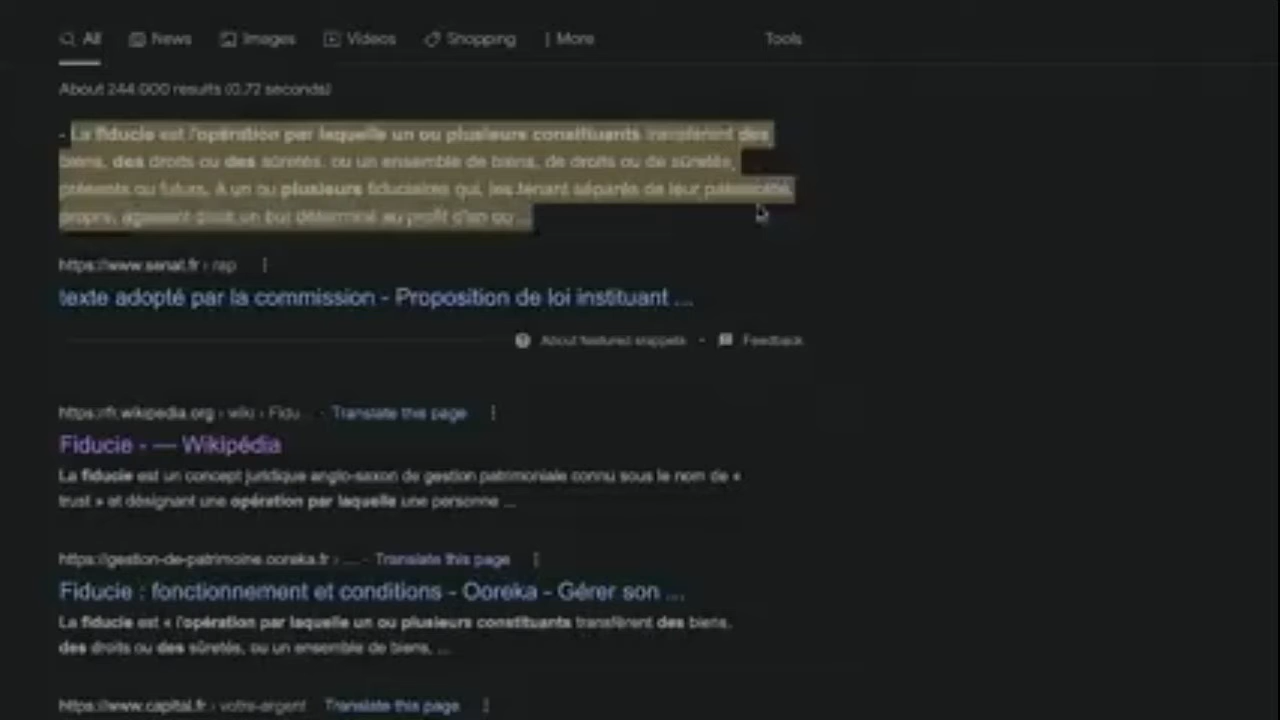 All News Images Videos Shopping More Tools
About 244 000 results (0.72 seconds)
- La fiducie est l'opération par laquelle un ou plusieurs constituants transfèrent des
biens, des droits ou des sûretés, ou un ensemble de biens, de droits ou de sûretés,
présents ou futurs, à un ou plusieurs fiduciaires qui, les tenant séparés de leur patrimoine
propre, agissent dans un but déterminé au profit d'un ou ...
https://www.senat.fr › rap
texte adopté par la commission - Proposition de loi instituant ...
About featured snippets • Feedback
https://fr.wikipedia.org › wiki › Fidu... · Translate this page
Fiducie - — Wikipédia
La fiducie est un concept juridique anglo-saxon de gestion patrimoniale connu sous le nom de «
trust » et désignant une opération par laquelle une personne ...
https://gestion-de-patrimoine.ooreka.fr › ... · Translate this page
Fiducie : fonctionnement et conditions - Ooreka - Gérer son ...
La fiducie est « l'opération par laquelle un ou plusieurs constituants transfèrent des biens,
des droits ou des sûretés, ou un ensemble de biens, ...
https://www.capital.fr › votre-argent Translate this page